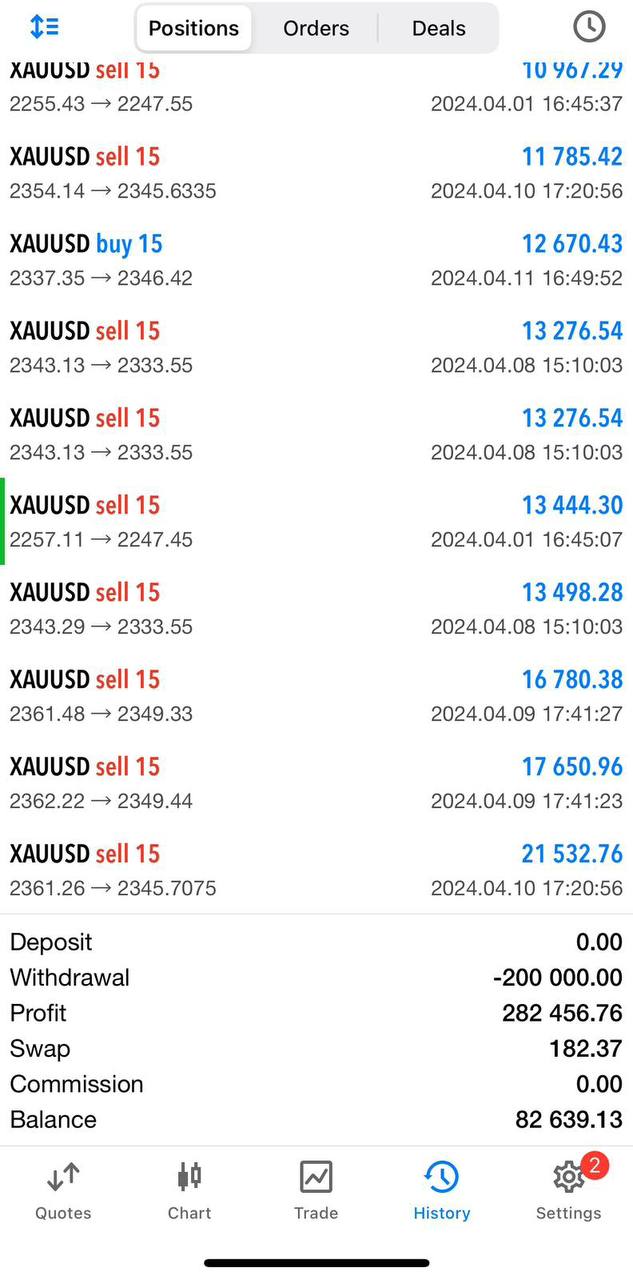 Positions Orders Deals
XAUUSD sell 15 10 967.29
2255.43 → 2247.55 2024.04.01 16:45:37
XAUUSD sell 15 11 785.42
2354.14 → 2345.6335 2024.04.10 17:20:56
XAUUSD buy 15 12 670.43
2337.35 → 2346.42 2024.04.11 16:49:52
XAUUSD sell 15 13 276.54
2343.13 → 2333.55 2024.04.08 15:10:03
XAUUSD sell 15 13 276.54
2343.13 → 2333.55 2024.04.08 15:10:03
XAUUSD sell 15 13 444.30
2257.11 → 2247.45 2024.04.01 16:45:07
XAUUSD sell 15 13 498.28
2343.29 → 2333.55 2024.04.08 15:10:03
XAUUSD sell 15 16 780.38
2361.48 → 2349.33 2024.04.09 17:41:27
XAUUSD sell 15 17 650.96
2362.22 → 2349.44 2024.04.09 17:41:23
XAUUSD sell 15 21 532.76
2361.26 → 2345.7075 2024.04.10 17:20:56
Deposit 0.00
Withdrawal -200 000.00
Profit 282 456.76
Swap 182.37
Commission 0.00
Balance 82 639.13
2
Quotes Chart Trade History Settings